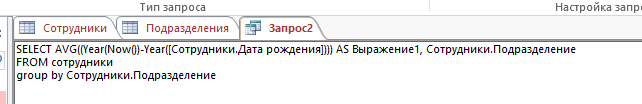 Тип запроса
Настройка запро
Сотрудники
Подразделения
Запрос2
SELECT AVG((Year(Now())-Year([Сотрудники.Дата рождения]))) AS Выражение1, Сотрудники.Подразделение
FROM сотрудники
group by Сотрудники.Подразделение